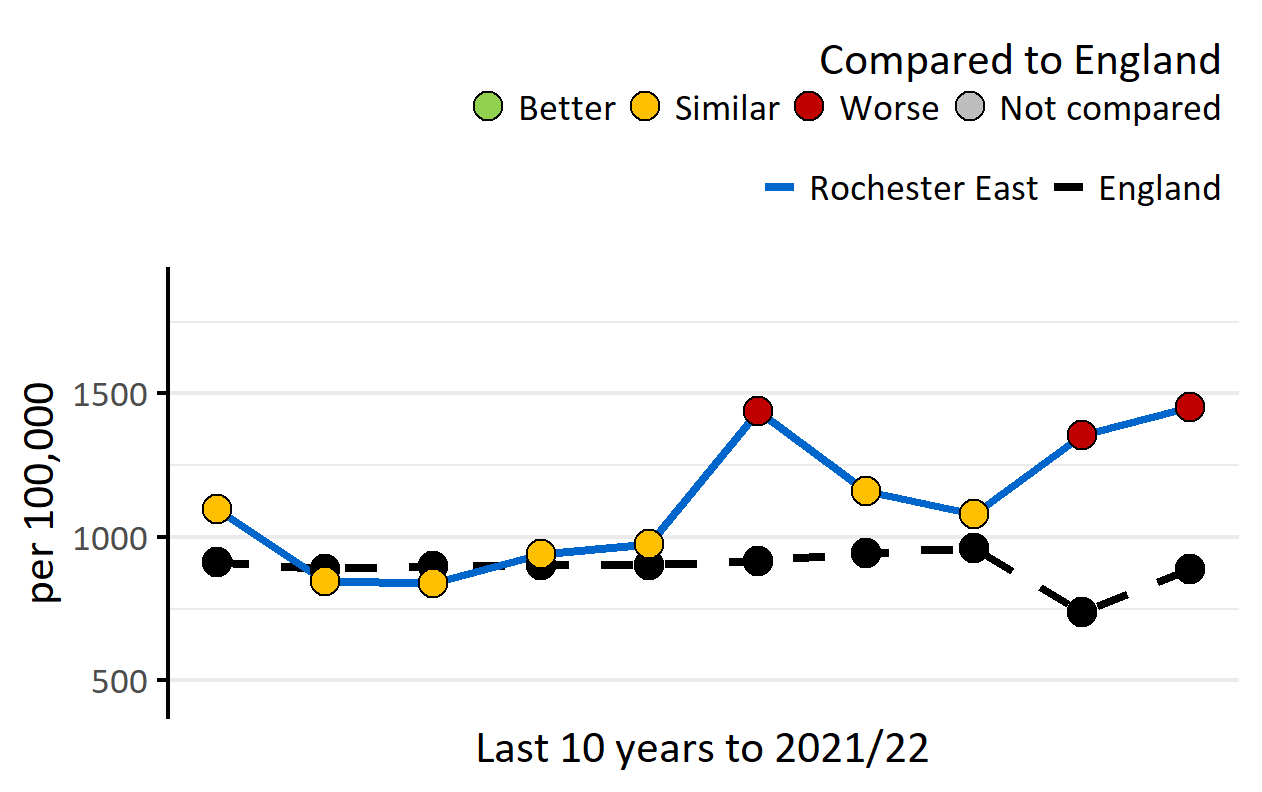 Compared to England
Better Similar Worse Not compared
Rochester East England
per 100,000
1500
1000
500
Last 10 years to 2021/22